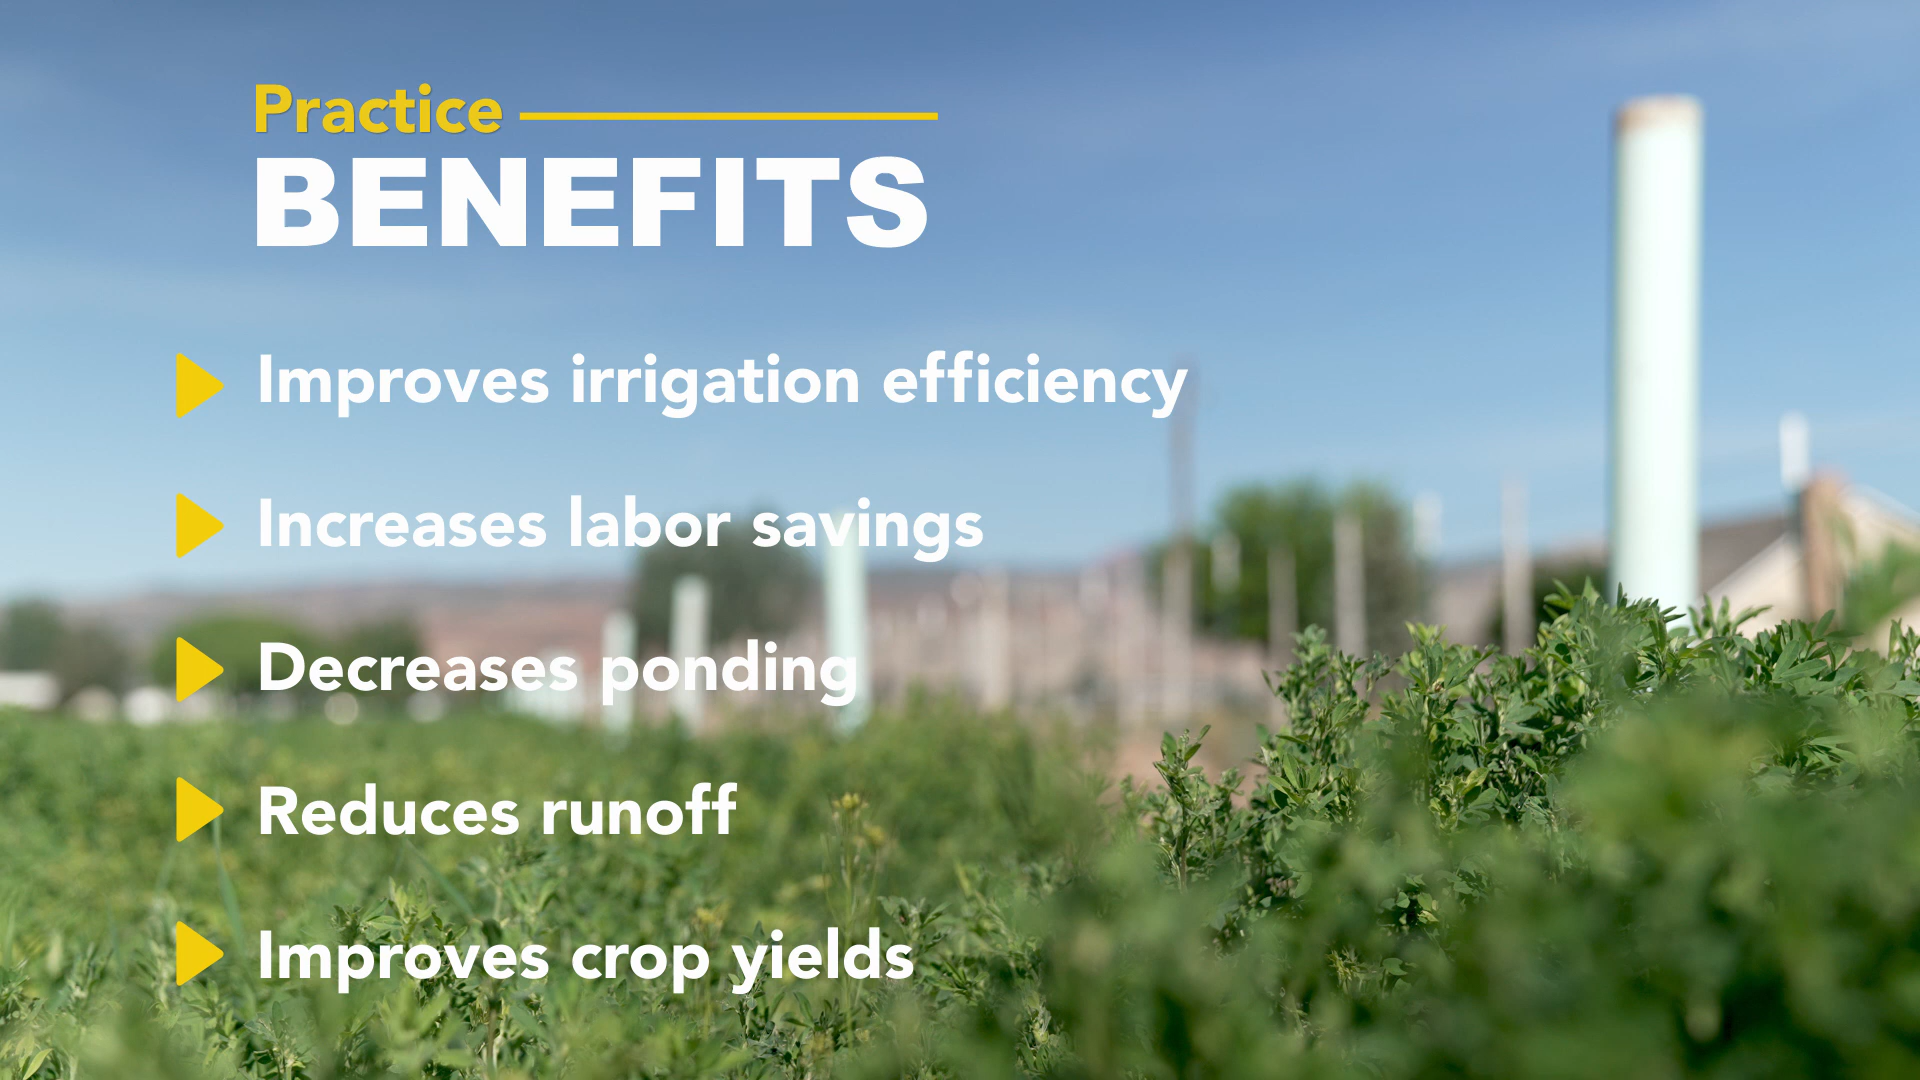 Practice
BENEFITS
Improves irrigation efficiency
Increases labor savings
Decreases ponding
Reduces runoff
Improves crop yields